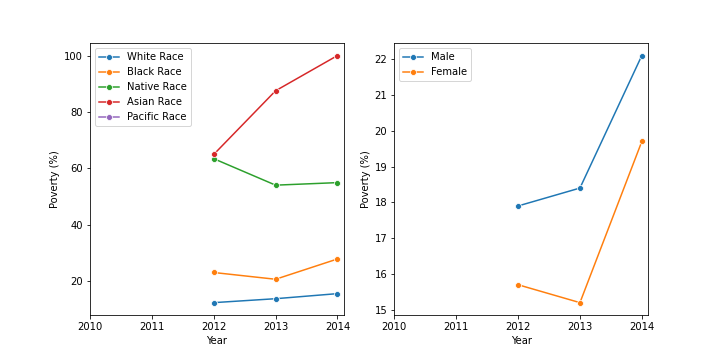 100
80
60
40
20
Poverty (%)
White Race
Black Race
Native Race
Asian Race
Pacific Race
2010 2011 2012 2013 2014
Year
22
21
20
19
18
17
16
15
Poverty (%)
Male
Female
2010 2011 2012 2013 2014
Year